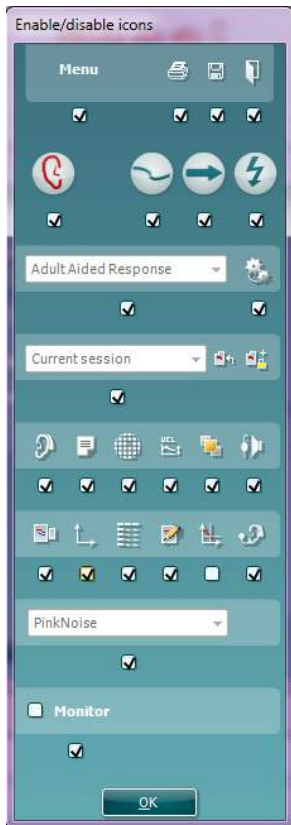 Enable/disable icons
Menu
Adult Aided Response
Current session
UCL
PinkNoise
Monitor
OK